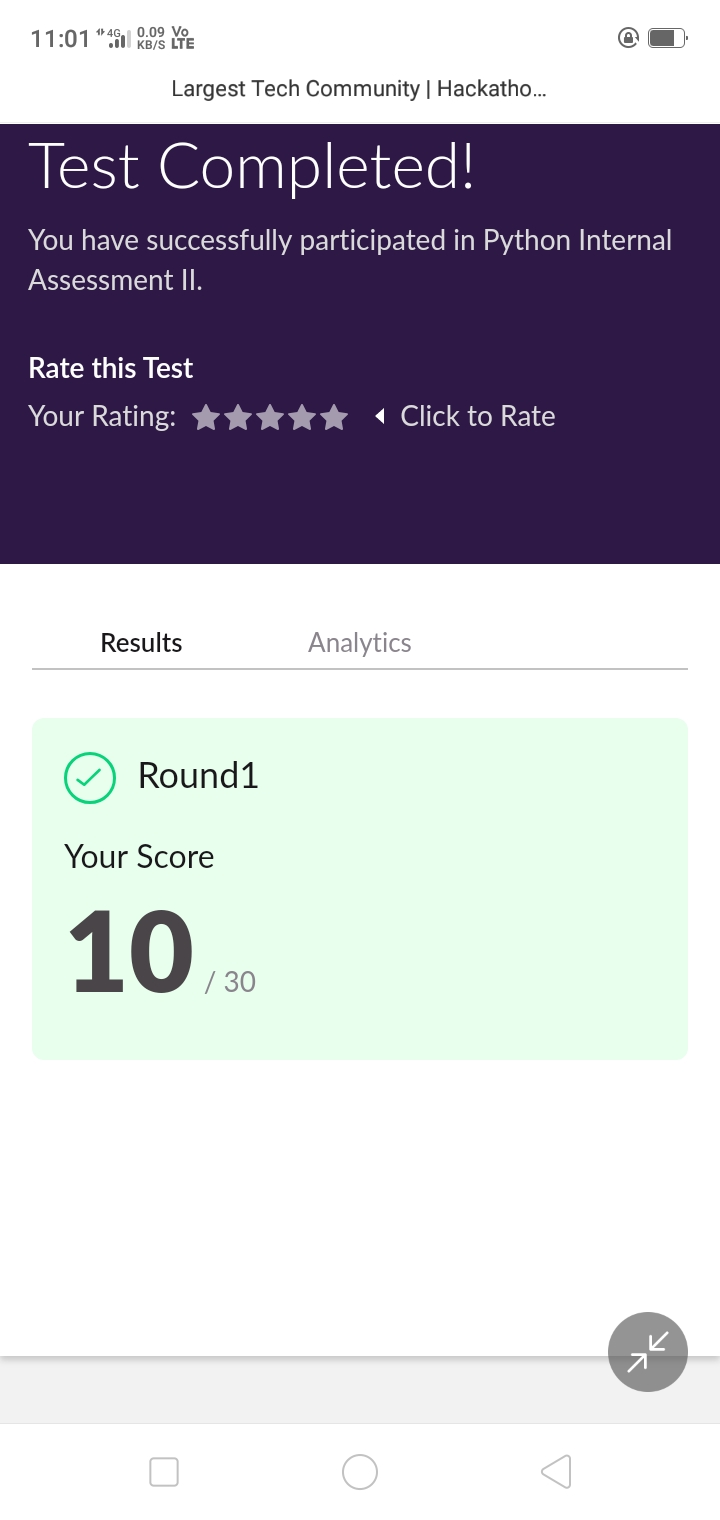 11:01 4G 0.09 KB/S Vo LTE
Largest Tech Community | Hackatho...
Test Completed!
You have successfully participated in Python Internal
Assessment II.
Rate this Test
Your Rating: Click to Rate
Results Analytics
Round1
Your Score
10 / 30